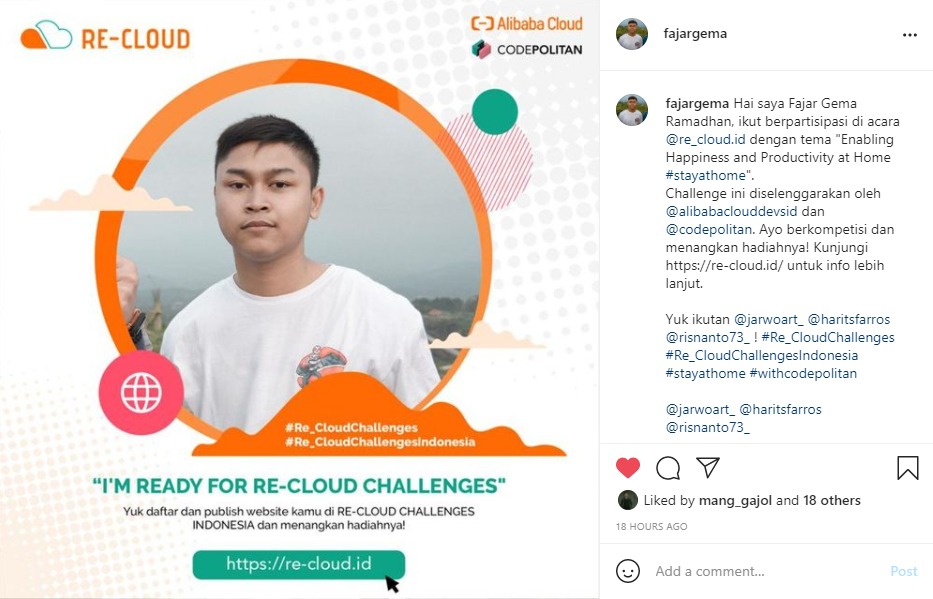 RE-CLOUD
Alibaba Cloud
CODEPOLITAN
#Re_CloudChallenges
#Re_CloudChallengesIndonesia
“I'M READY FOR RE-CLOUD CHALLENGES"
Yuk daftar dan publish website kamu di RE-CLOUD CHALLENGES
INDONESIA dan menangkan hadiahnya!
https://re-cloud.id
fajargema
fajargema Hai saya Fajar Gema
Ramadhan, ikut berpartisipasi di acara
@re_cloud.id dengan tema "Enabling
Happiness and Productivity at Home
#stayathome".
Challenge ini diselenggarakan oleh
@alibabaclouddevsid dan
@codepolitan. Ayo berkompetisi dan
menangkan hadiahnya! Kunjungi
https://re-cloud.id/ untuk info lebih
lanjut.
Yuk ikutan @jarwoart_ @haritsfarros
@risnanto73_ ! #Re_CloudChallenges
#Re_CloudChallengesIndonesia
#stayathome #withcodepolitan
@jarwoart_ @haritsfarros
@risnanto73_
Liked by mang_gajol and 18 others
18 HOURS AGO
Add a comment...
Post